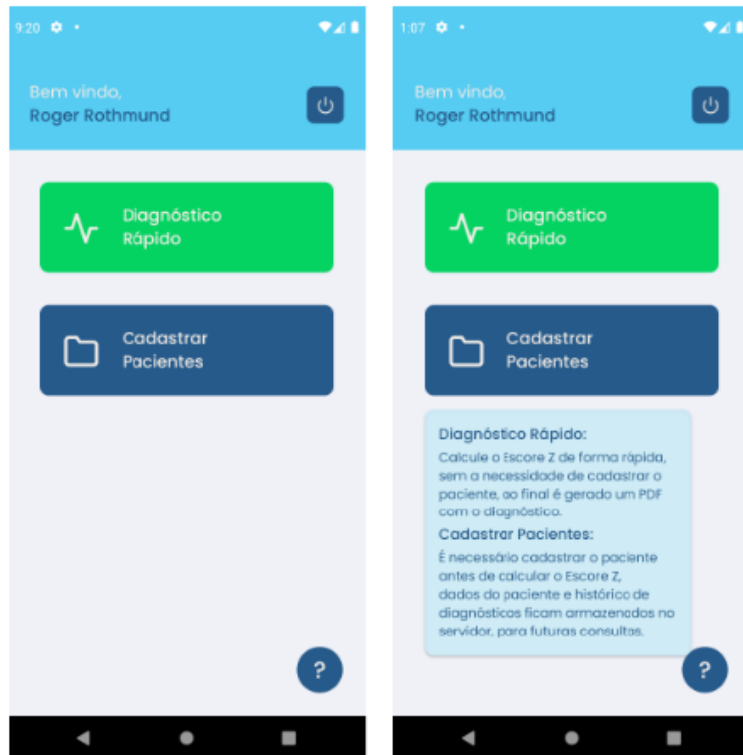 9:20
Bem vindo,
Roger Rothmund
Diagnóstico
Rápido
Cadastrar
Pacientes
?
1:07
Bem vindo,
Roger Rothmund
Diagnóstico
Rápido
Cadastrar
Pacientes
Diagnóstico Rápido:
Calcule o Escore Z de forma rápida,
sem a necessidade de cadastrar o
paciente, ao final é gerado um PDF
com o diagnóstico.
Cadastrar Pacientes:
É necessário cadastrar o paciente
antes de calcular o Escore Z,
dados do paciente e histórico de
diagnósticos ficam armazenados no
servidor, para futuras consultas.
?